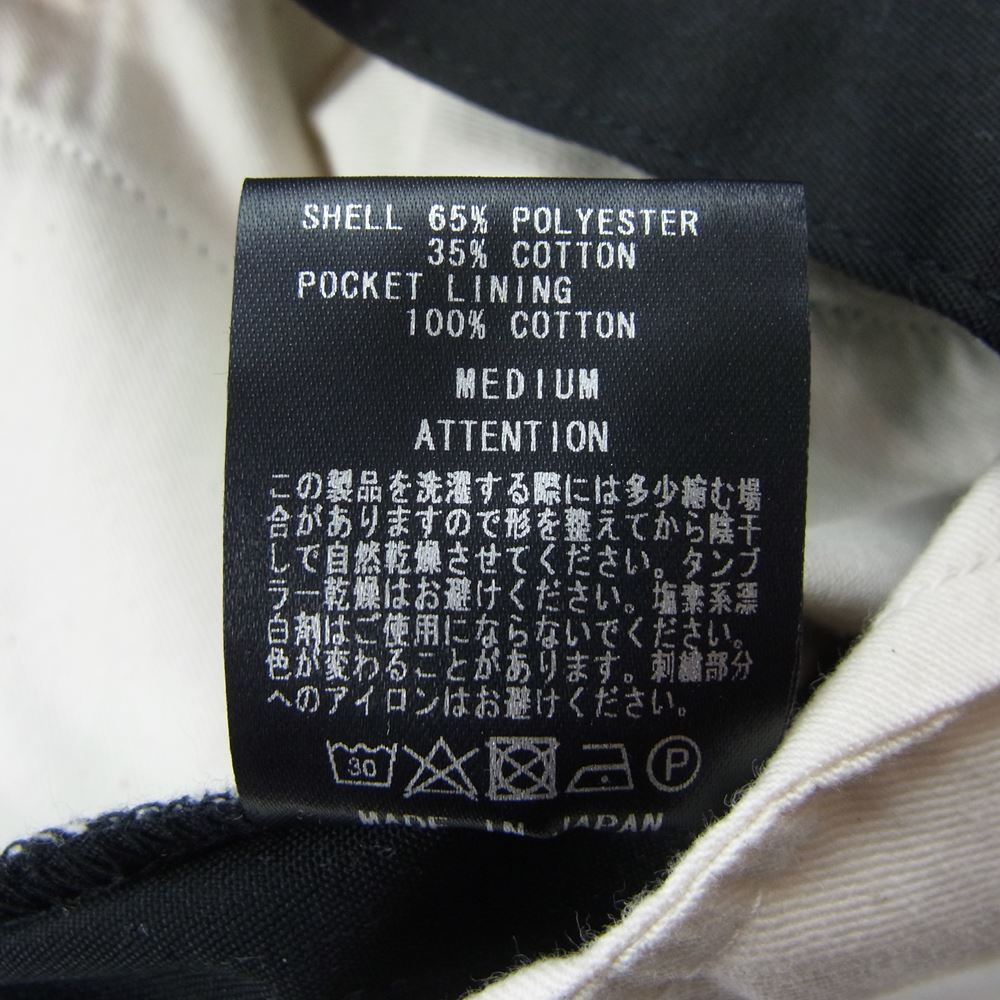 SHELL 65% POLYESTER
35% COTTON
POCKET LINING
100% COTTON
MEDIUM
ATTENTION
この製品を洗濯する際には多少縮む場
合がありますので形を整えてから陰干
しで自然乾燥させてください。タンブ
ラー乾燥はお避けください。塩素系漂
白剤はご使用にならないでください。
色が変わることがあります。刺繍部分
へのアイロンはお避けください。
30 P
MADE IN JAPAN